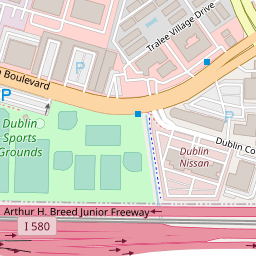 Tralee Village Drive
Boulevard
P
P
Dublin
Sports
Grounds
Dublin Co
Dublin
Nissan
Arthur H. Breed Junior Freeway
I 580